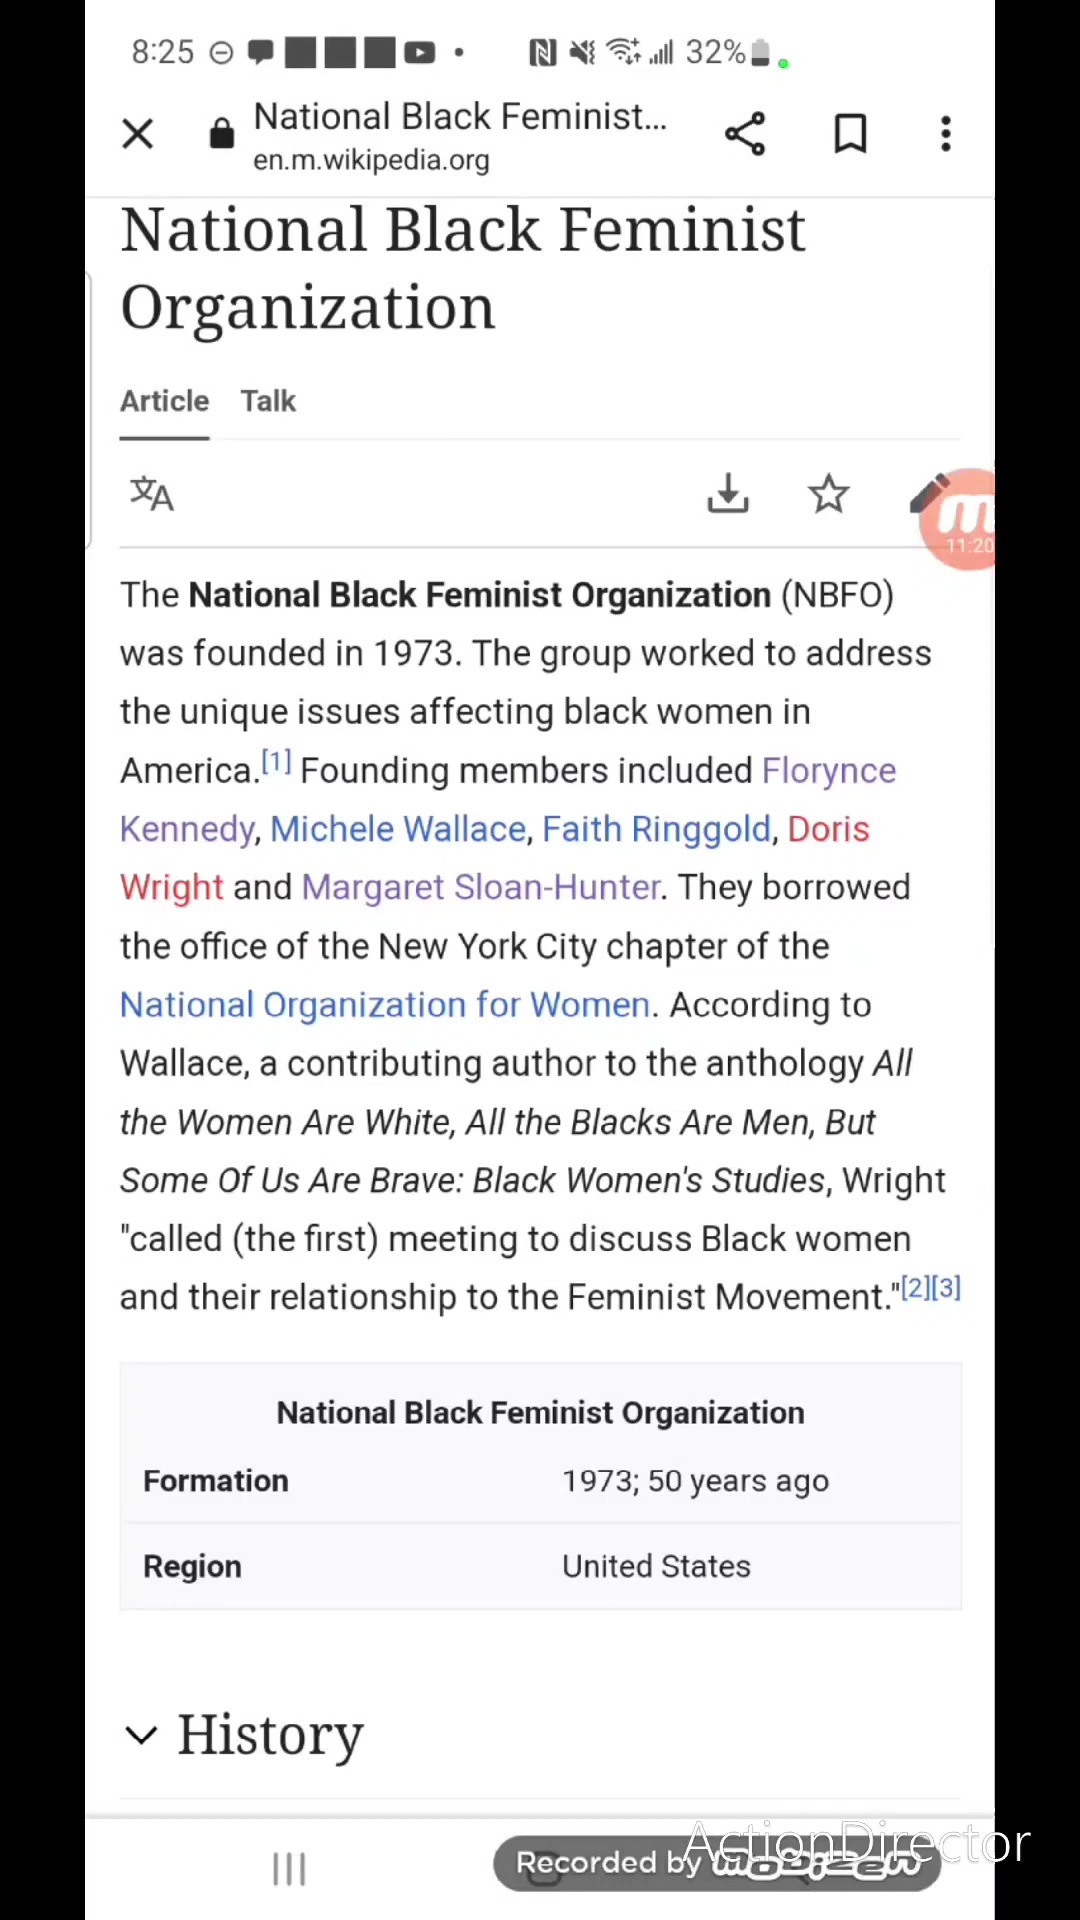 8:25
32%
National Black Feminist...
en.m.wikipedia.org
National Black Feminist
Organization
Article Talk
文A
m
11:20
The National Black Feminist Organization (NBFO)
was founded in 1973. The group worked to address
the unique issues affecting black women in
America.[1] Founding members included Florynce
Kennedy, Michele Wallace, Faith Ringgold, Doris
Wright and Margaret Sloan-Hunter. They borrowed
the office of the New York City chapter of the
National Organization for Women. According to
Wallace, a contributing author to the anthology All
the Women Are White, All the Blacks Are Men, But
Some Of Us Are Brave: Black Women's Studies, Wright
"called (the first) meeting to discuss Black women
and their relationship to the Feminist Movement."[2][3]
National Black Feminist Organization
Formation 1973; 50 years ago
Region United States
History
ActionDirector
Recorded by mobizen